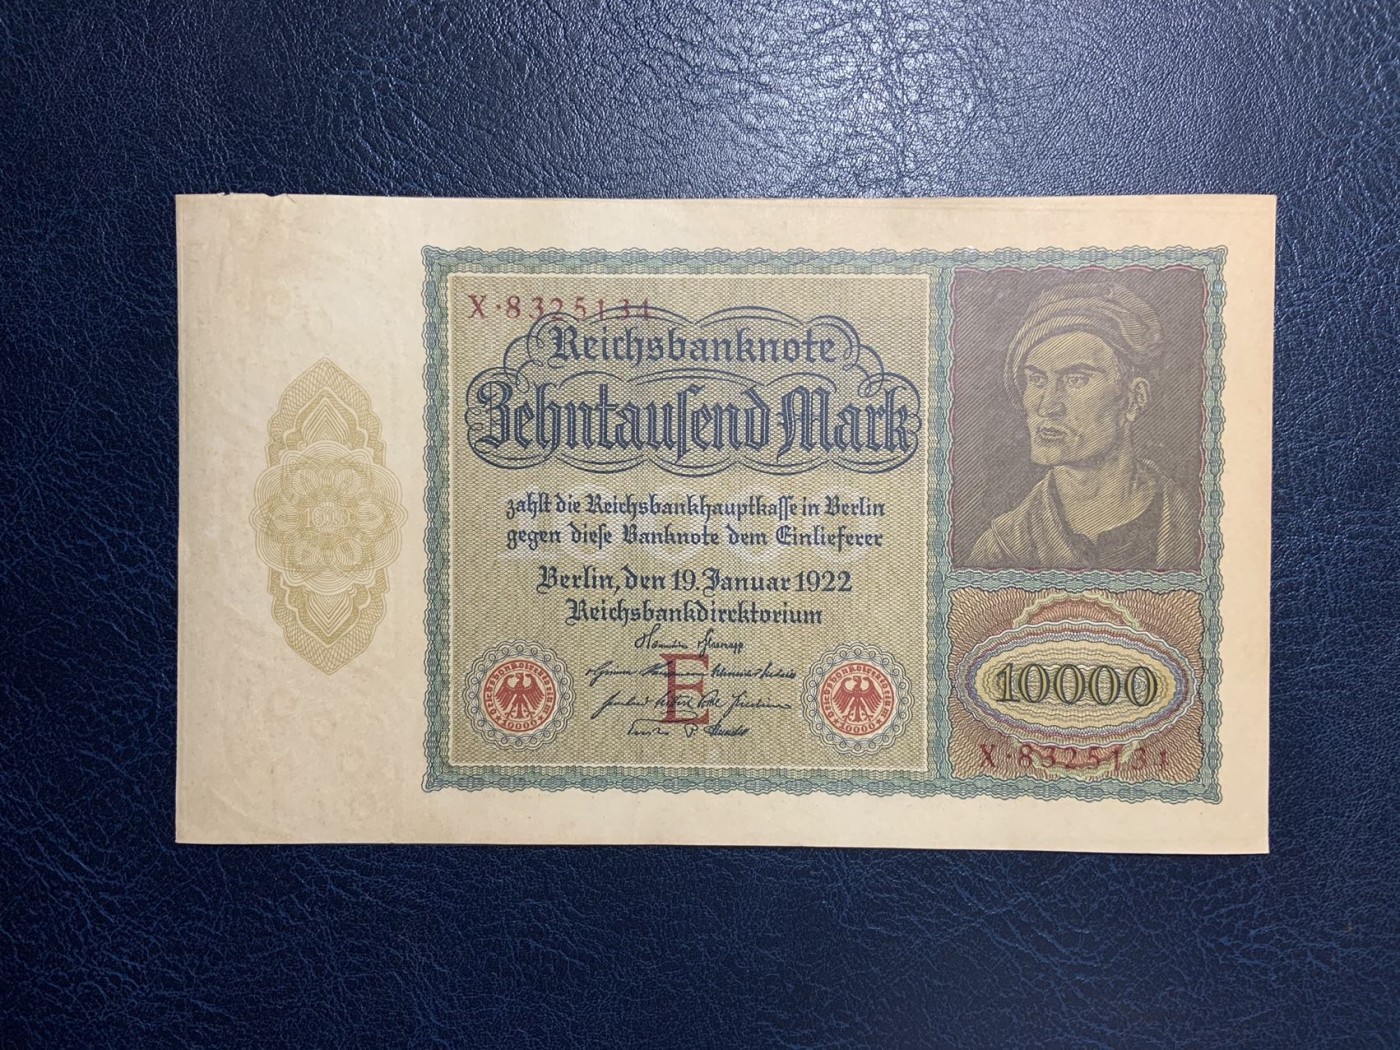 X·8325131
Reichsbanknote
Zehntausend Mark
zahlt die Reichsbankhauptkasse in Berlin
gegen diese Banknote dem Einlieferer
Berlin, den 19. Januar 1922
Reichsbankdirektorium
E
10000
X·8325131